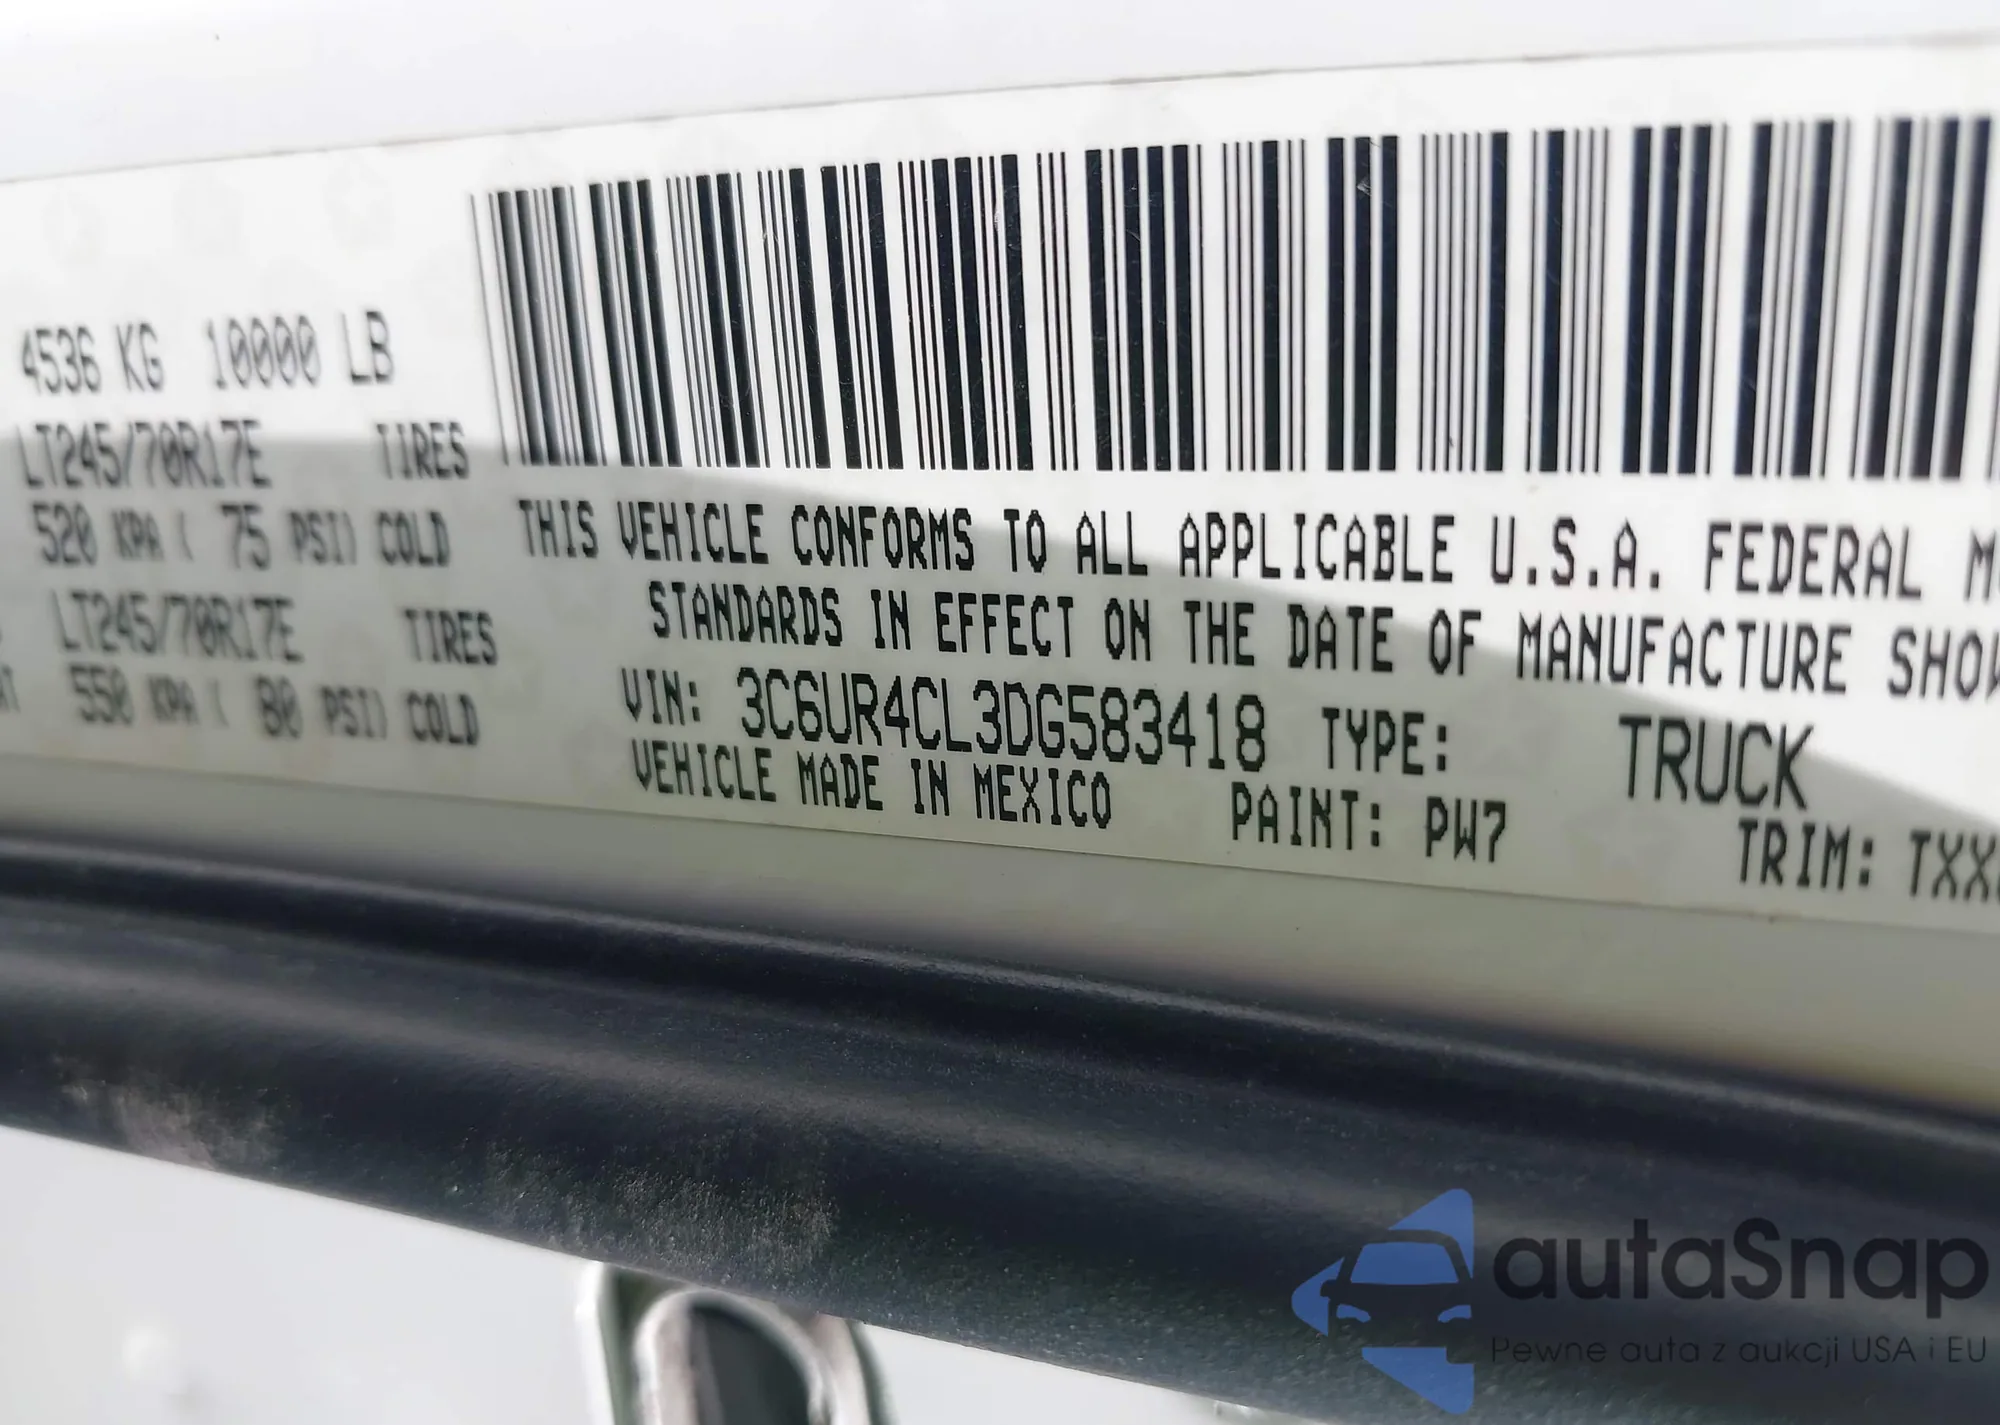 4536 KG 10000 LB
LT245/70R17E TIRES
520 KPA ( 75 PSI) COLD
LT245/70R17E TIRES
550 KPA ( 80 PSI) COLD
THIS VEHICLE CONFORMS TO ALL APPLICABLE U.S.A. FEDERAL
STANDARDS IN EFFECT ON THE DATE OF MANUFACTURE SHOW
VIN: 3C6UR4CL3DG583418 TYPE: TRUCK
VEHICLE MADE IN MEXICO PAINT: PW7 TRIM: TXX
autaSnap
Pewne auta z aukcji USA i EU